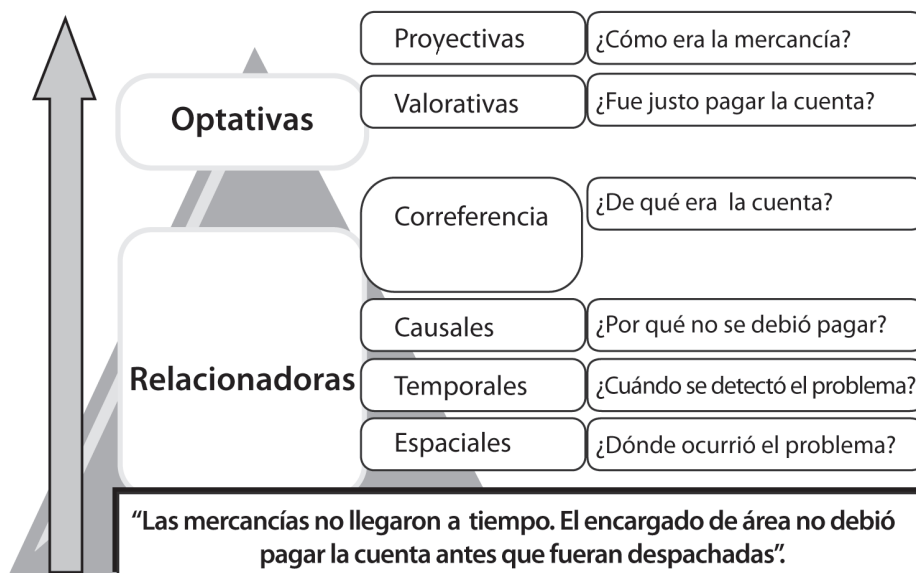 Proyectivas
¿Cómo era la mercancía?
Optativas
Valorativas
¿Fue justo pagar la cuenta?
Correferencia
¿De qué era la cuenta?
Causales
¿Por qué no se debió pagar?
Relacionadoras
Temporales
¿Cuándo se detectó el problema?
Espaciales
¿Dónde ocurrió el problema?
“Las mercancías no llegaron a tiempo. El encargado de área no debió
pagar la cuenta antes que fueran despachadas”.